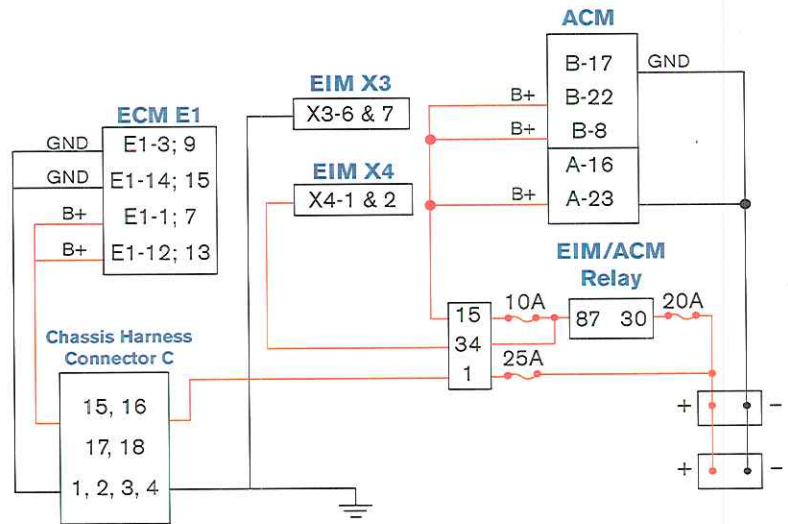 ACM
B-17
GND
B-22
B+
B-8
B+
A-16
A-23
B+
EIM X3
X3-6 & 7
EIM X4
X4-1 & 2
ECM E1
E1-3; 9
GND
E1-14; 15
GND
E1-1; 7
B+
E1-12; 13
B+
EIM/ACM
Relay
87 30
20A
10A
15
34
1
25A
Chassis Harness
Connector C
15, 16
17, 18
1, 2, 3, 4
+ -
+ -